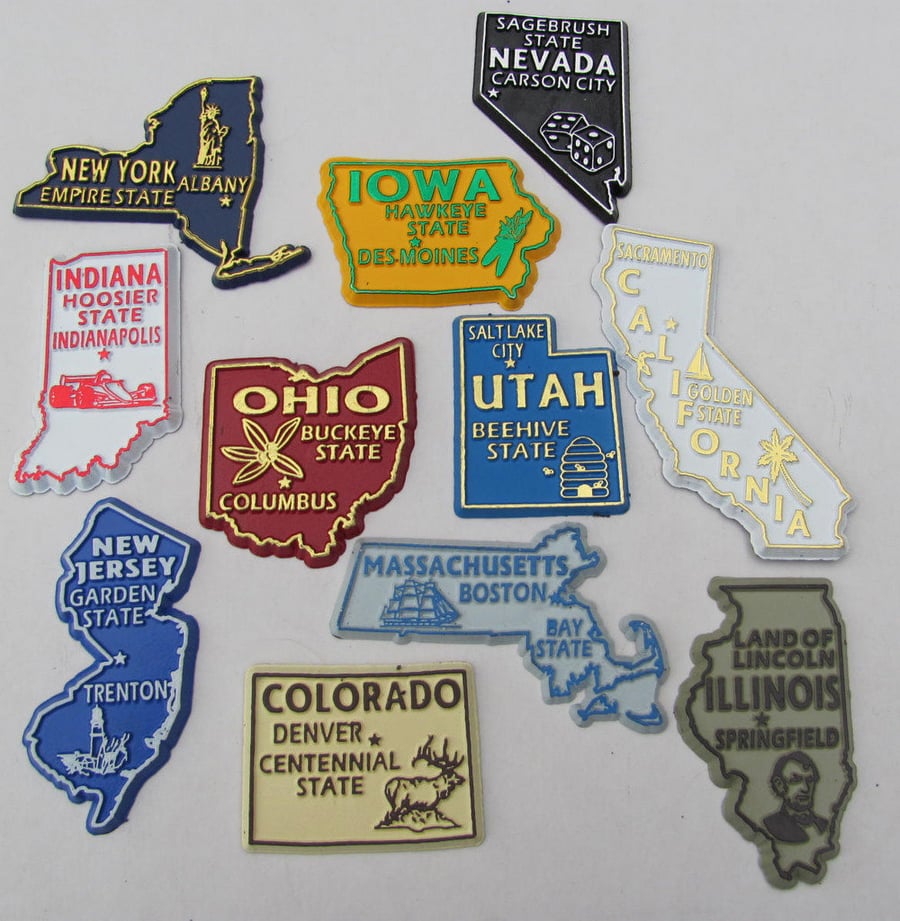 SAGEBRUSH
STATE
NEVADA
CARSON CITY
NEW YORK
ALBANY
EMPIRE STATE
IOWA
HAWKEYE
STATE
DES-MOINES
SACRAMENTO
CALIFORNIA
GOLDEN
STATE
INDIANA
HOOSIER
STATE
INDIANAPOLIS
OHIO
BUCKEYE
STATE
COLUMBUS
SALT LAKE
CITY
UTAH
BEEHIVE
STATE
NEW
JERSEY
GARDEN
STATE
TRENTON
MASSACHUSETTS
BOSTON
BAY
STATE
COLORADO
DENVER
CENTENNIAL
STATE
LAND OF
LINCOLN
ILLINOIS
SPRINGFIELD